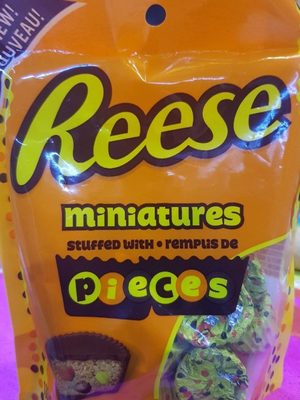 NEW!
NOUVEAU!
Reese
miniatures
STUFFED WITH • REMPLIS DE
PIECES